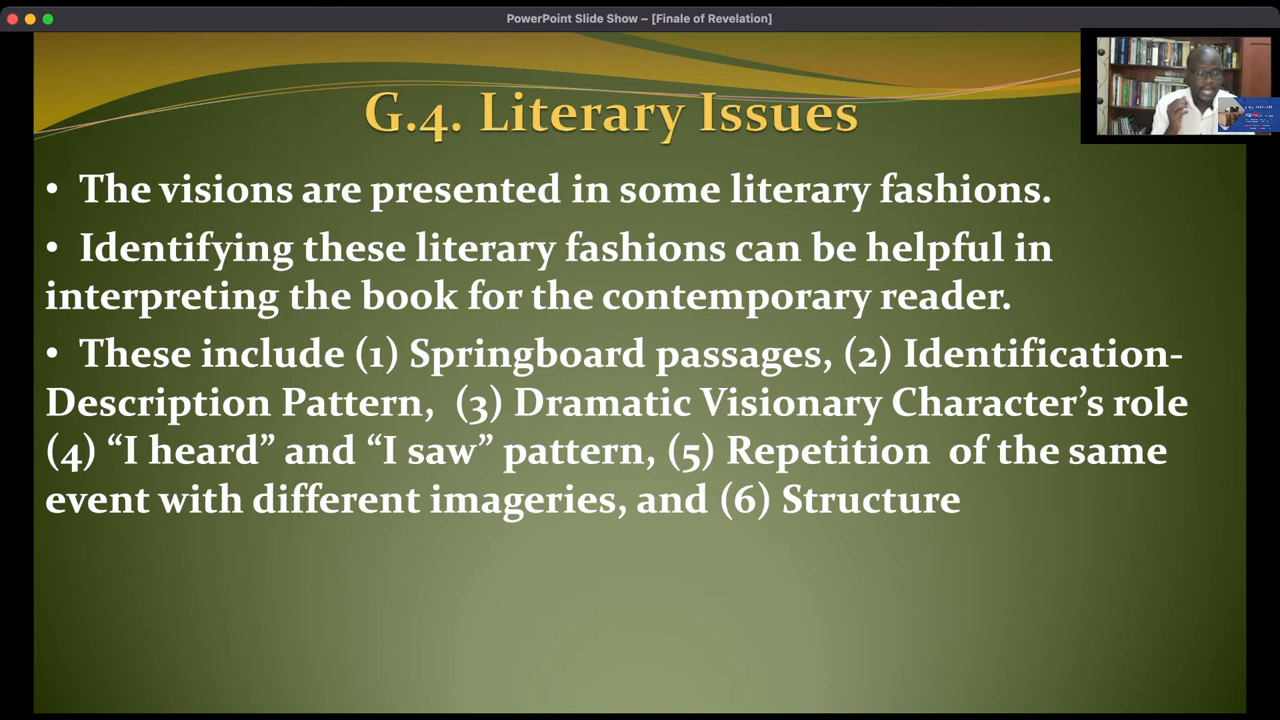 PowerPoint Slide Show – [Finale of Revelation]
G.4. Literary Issues
• The visions are presented in some literary fashions.
• Identifying these literary fashions can be helpful in
interpreting the book for the contemporary reader.
• These include (1) Springboard passages, (2) Identification-
Description Pattern,  (3) Dramatic Visionary Character’s role
(4) “I heard” and “I saw” pattern, (5) Repetition  of the same
event with different imageries, and (6) Structure